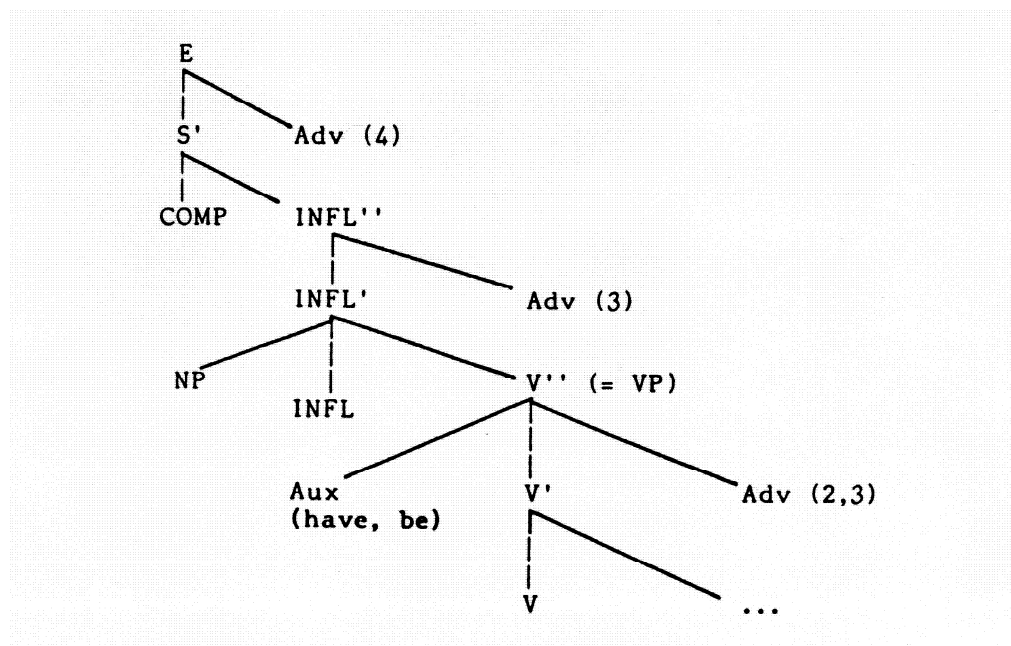 E
S' Adv (4)
COMP INFL''
INFL' Adv (3)
NP V'' (= VP)
INFL
Aux V' Adv (2,3)
(have, be)
V ...